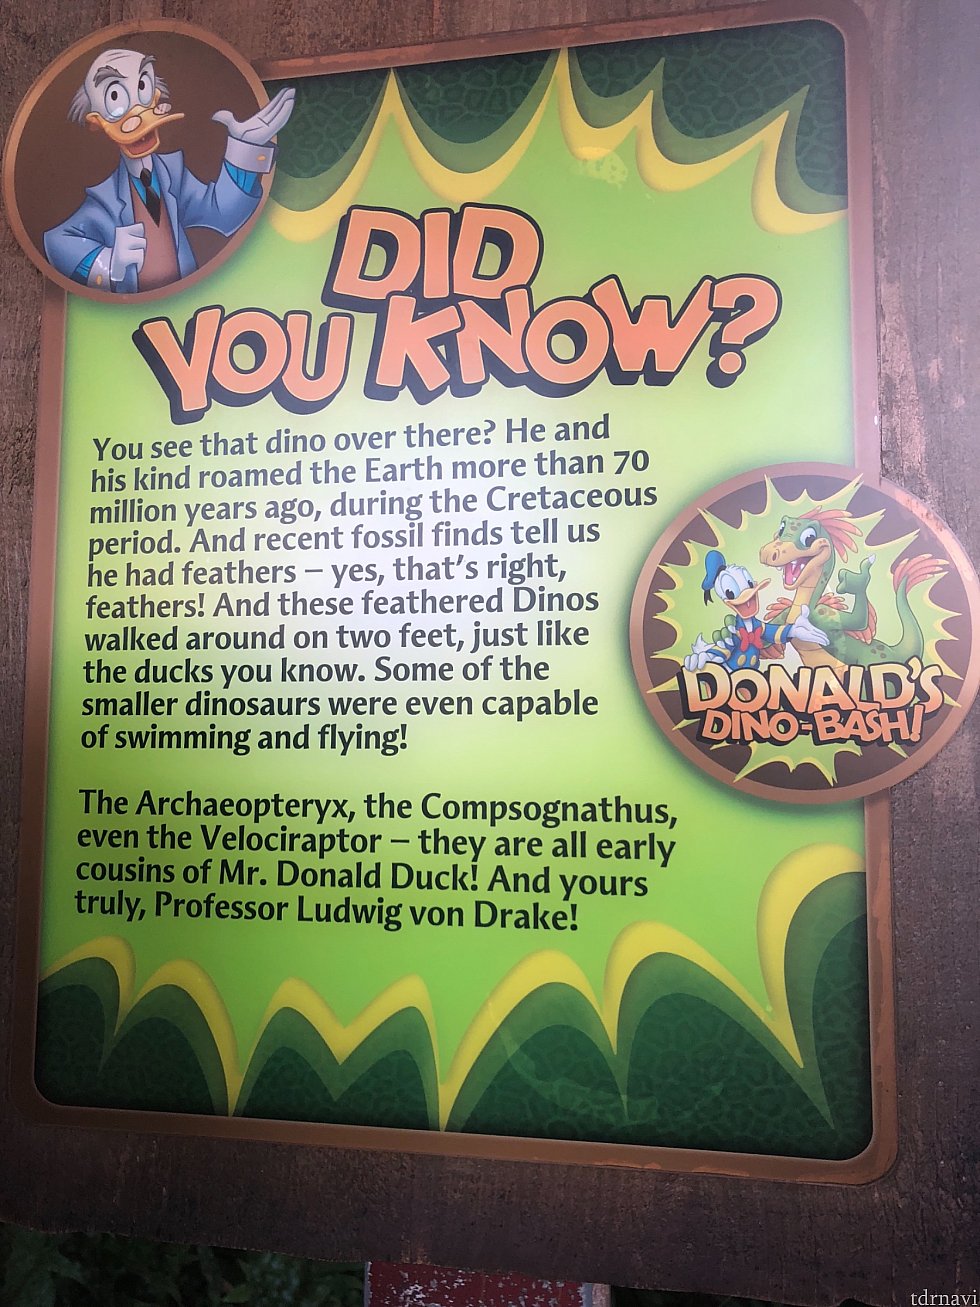 DID
YOU KNOW?
You see that dino over there? He and
his kind roamed the Earth more than 70
million years ago, during the Cretaceous
period. And recent fossil finds tell us
he had feathers – yes, that's right,
feathers! And these feathered Dinos
walked around on two feet, just like
the ducks you know. Some of the
smaller dinosaurs were even capable
of swimming and flying!
The Archaeopteryx, the Compsognathus,
even the Velociraptor – they are all early
cousins of Mr. Donald Duck! And yours
truly, Professor Ludwig von Drake!
DONALD'S
DINO-BASH!
tdrnavi